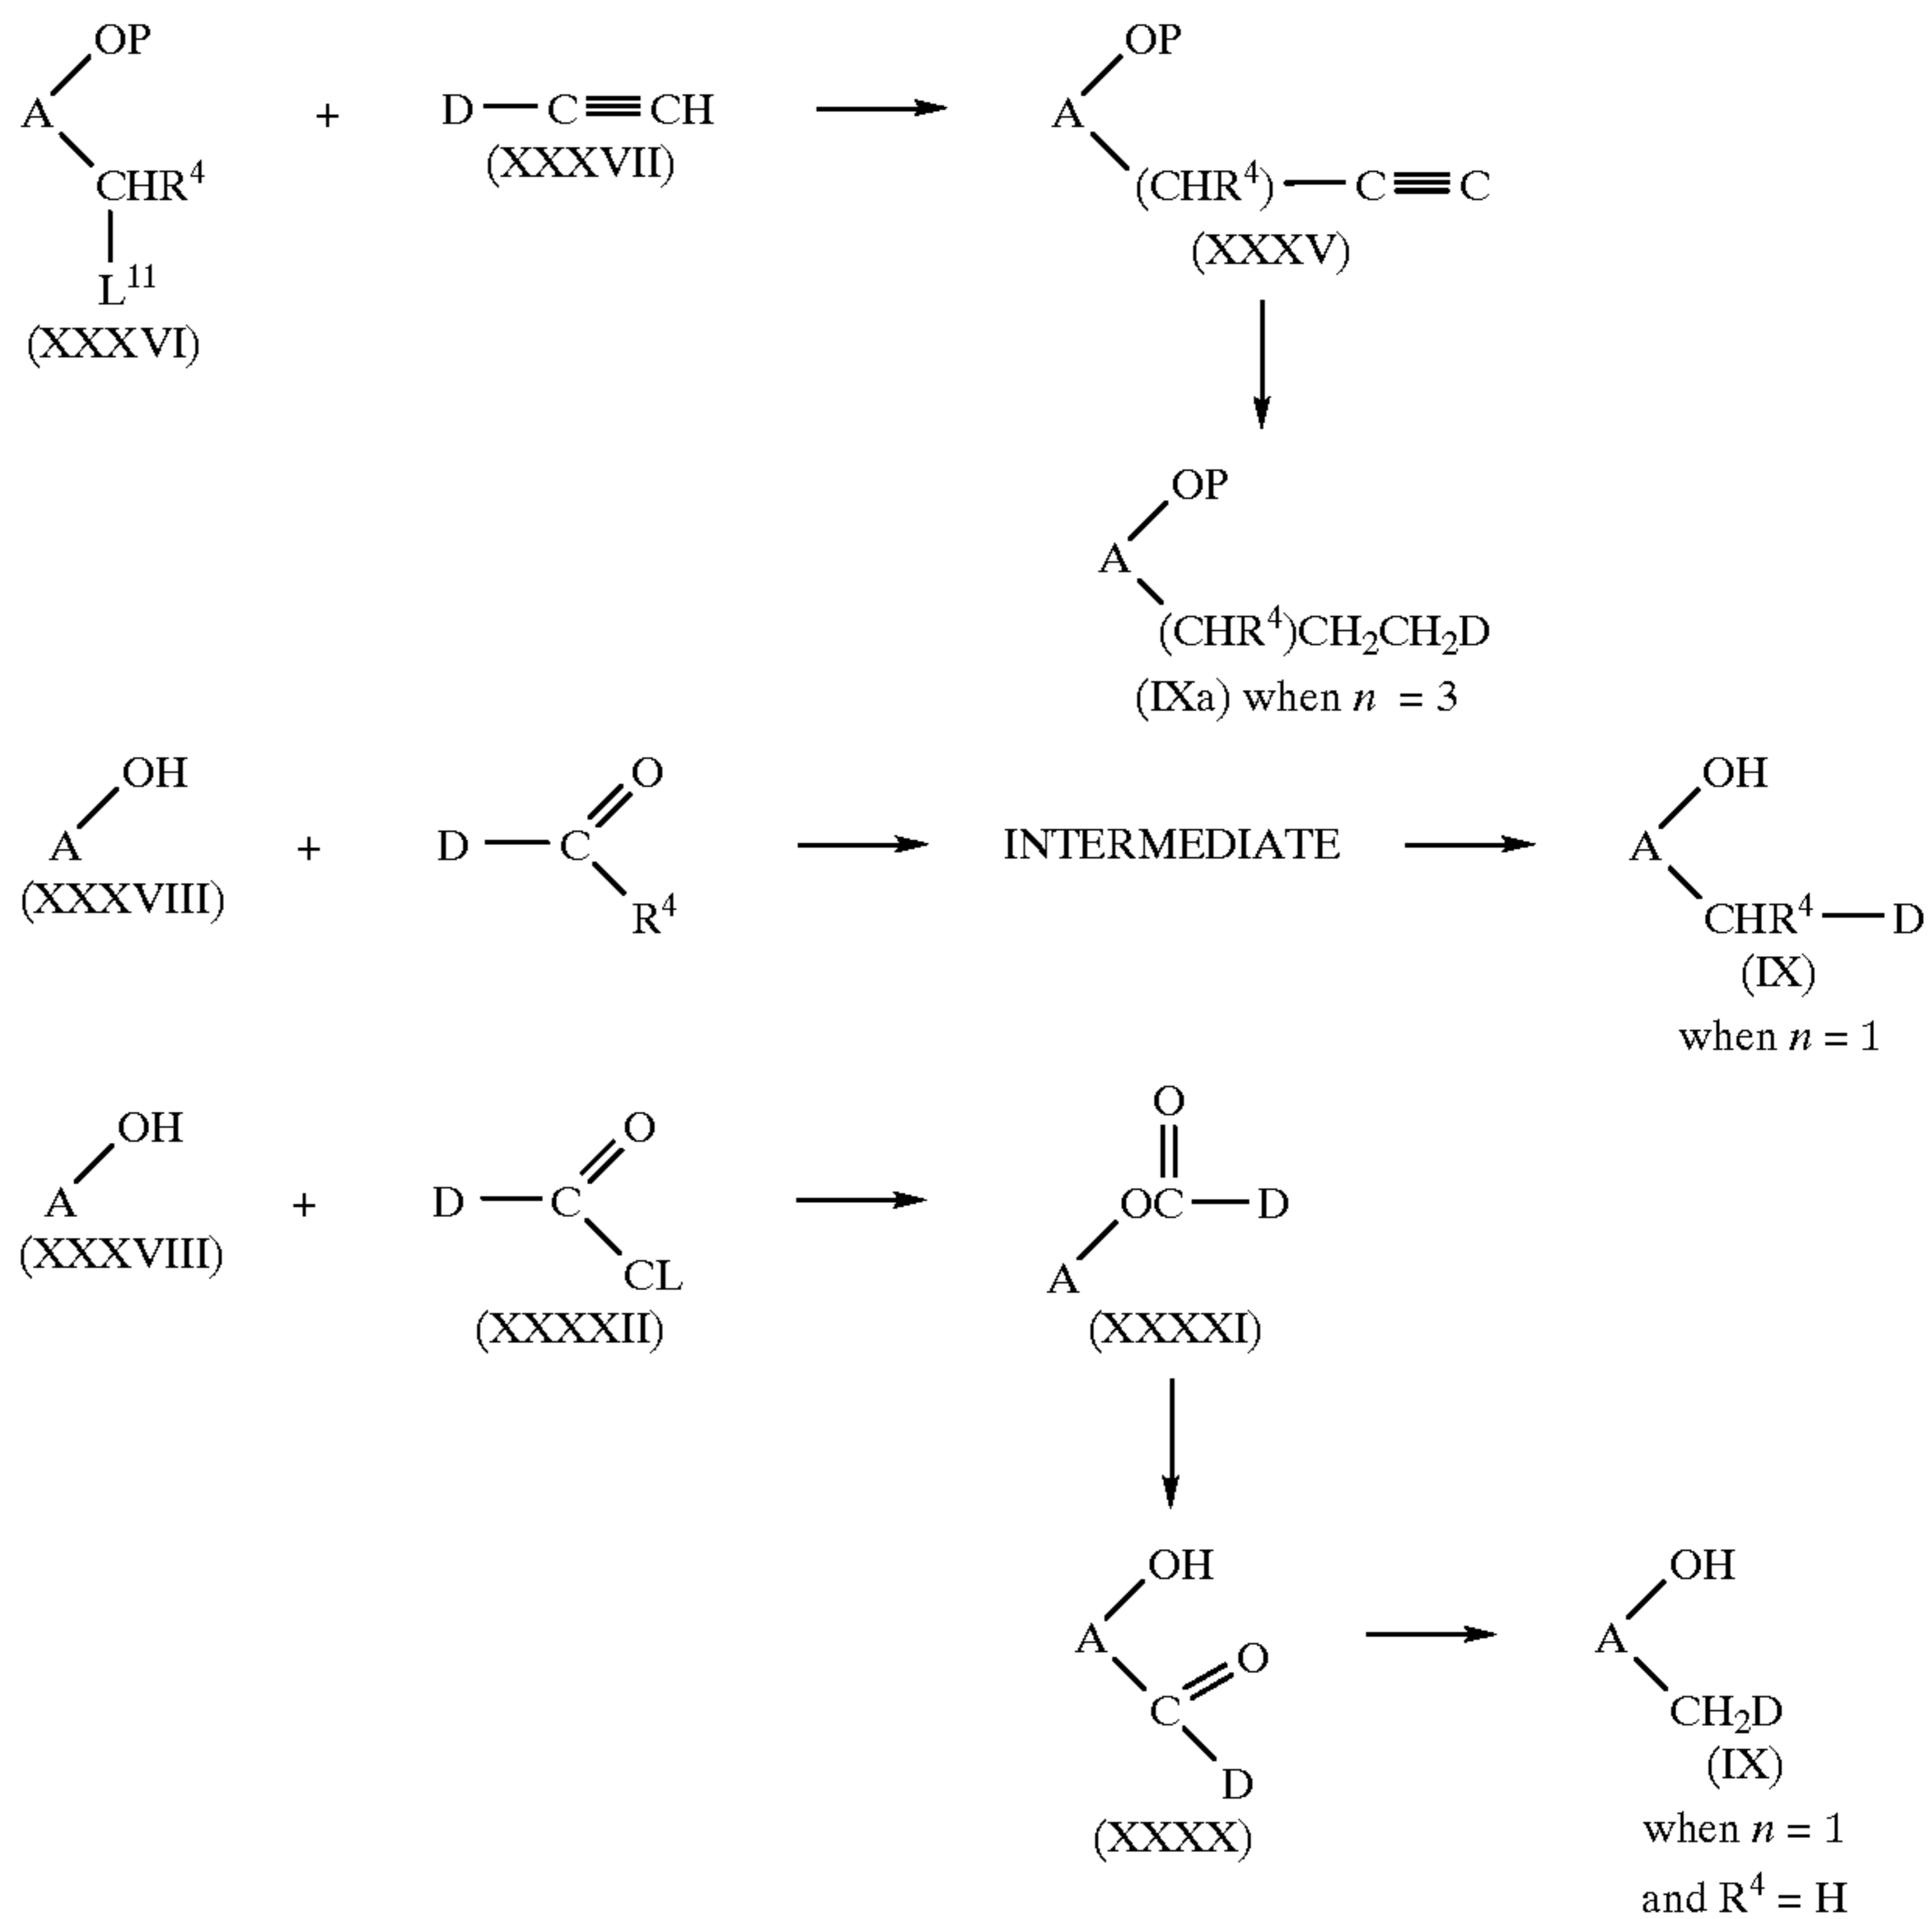 OP OP
A + D—C≡CH A
(XXXVII)
CHR⁴ (CHR⁴)—C≡C
(XXXV)
L¹¹
(XXXVI)
OP
A
(CHR⁴)CH₂CH₂D
(IXa) when n = 3
OH O OH
A + D—C INTERMEDIATE A
(XXXVIII) R⁴ CHR⁴—D
(IX)
when n = 1
O
OH O
A + D—C OC—D
(XXXVIII) CL A
(XXXXII) (XXXXI)
OH OH
A O A
C CH₂D
(IX)
D
(XXXX) when n = 1
and R⁴ = H